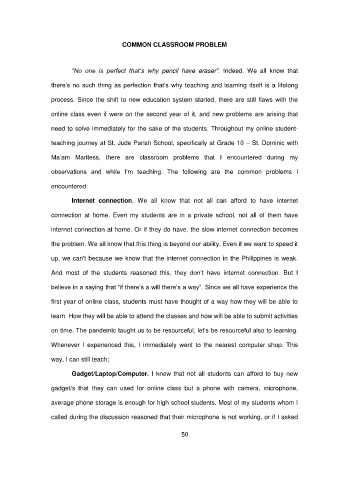 COMMON CLASSROOM PROBLEM
"No one is perfect that's why pencil have eraser". Indeed. We all know that
there's no such thing as perfection that's why teaching and learning itself is a lifelong
process. Since the shift to new education system started, there are still flaws with the
online class even if were on the second year of it, and new problems are arising that
need to solve immediately for the sake of the students. Throughout my online student-
teaching journey at St. Jude Parish School, specifically at Grade 10 – St. Dominic with
Ma'am Maritess, there are classroom problems that I encountered during my
observations and while I'm teaching. The following are the common problems I
encountered:
Internet connection. We all know that not all can afford to have internet
connection at home. Even my students are in a private school, not all of them have
internet connection at home. Or if they do have, the slow internet connection becomes
the problem. We all know that this thing is beyond our ability. Even if we want to speed it
up, we can't because we know that the internet connection in the Philippines is weak.
And most of the students reasoned this, they don't have internet connection. But I
believe in a saying that "if there's a will there's a way". Since we all have experience the
first year of online class, students must have thought of a way how they will be able to
learn. How they will be able to attend the classes and how will be able to submit activities
on time. The pandemic taught us to be resourceful, let's be resourceful also to learning.
Whenever I experienced this, I immediately went to the nearest computer shop. This
way, I can still teach;
Gadget/Laptop/Computer. I know that not all students can afford to buy new
gadget/s that they can used for online class but a phone with camera, microphone,
average phone storage is enough for high school students. Most of my students whom I
called during the discussion reasoned that their microphone is not working, or if I asked
50